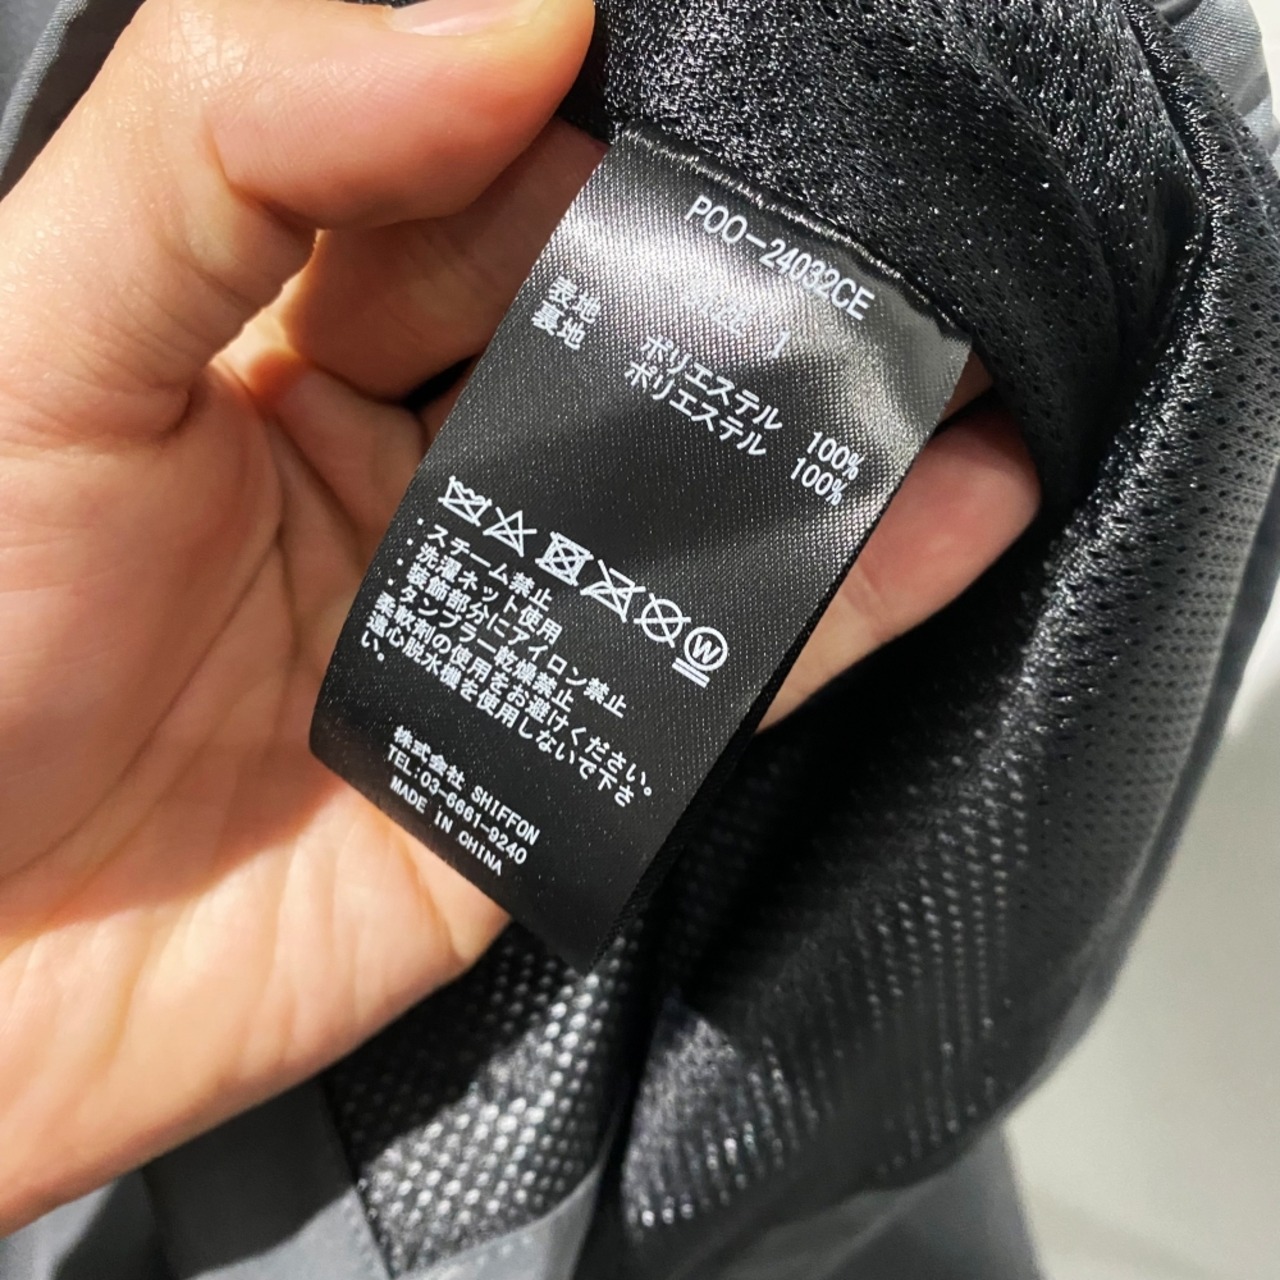 POO-24032CE
SIZE 1
表地 ポリエステル 100%
裏地 ポリエステル 100%
W
・ステーム禁止
・洗濯ネット使用
・装飾部分にアイロン禁止
・タンブラー乾燥禁止
柔軟剤の使用をお避けください。
遠心脱水機を使用しないで下さ
い。
株式会社 SHIFFON
TEL:03-6661-9240
MADE IN CHINA